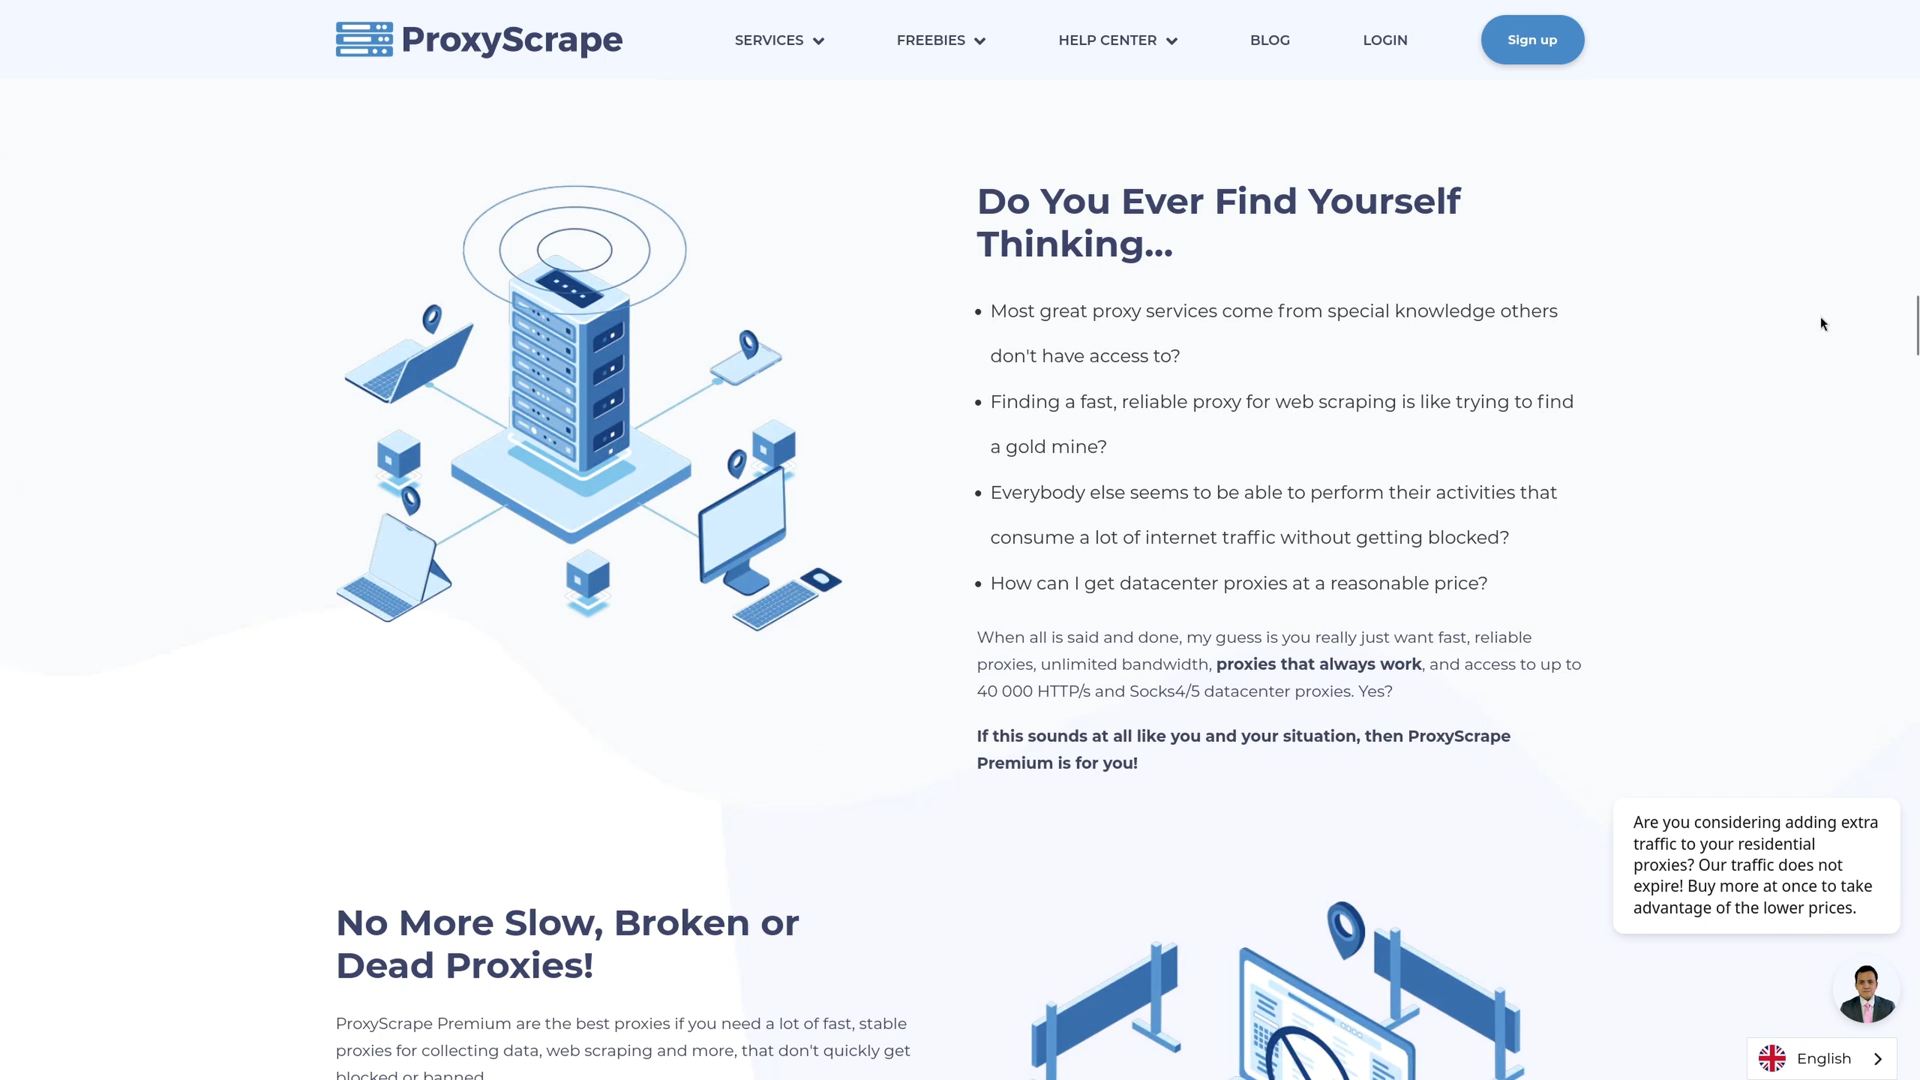 ProxyScrape
SERVICES
FREEBIES
HELP CENTER
BLOG
LOGIN
Sign up
Do You Ever Find Yourself
Thinking...
• Most great proxy services come from special knowledge others
don't have access to?
• Finding a fast, reliable proxy for web scraping is like trying to find
a gold mine?
• Everybody else seems to be able to perform their activities that
consume a lot of internet traffic without getting blocked?
• How can I get datacenter proxies at a reasonable price?
When all is said and done, my guess is you really just want fast, reliable
proxies, unlimited bandwidth, proxies that always work, and access to up to
40 000 HTTP/s and Socks4/5 datacenter proxies. Yes?
If this sounds at all like you and your situation, then ProxyScrape
Premium is for you!
No More Slow, Broken or
Dead Proxies!
ProxyScrape Premium are the best proxies if you need a lot of fast, stable
proxies for collecting data, web scraping and more, that don't quickly get
blocked or banned.
Are you considering adding extra
traffic to your residential
proxies? Our traffic does not
expire! Buy more at once to take
advantage of the lower prices.
English